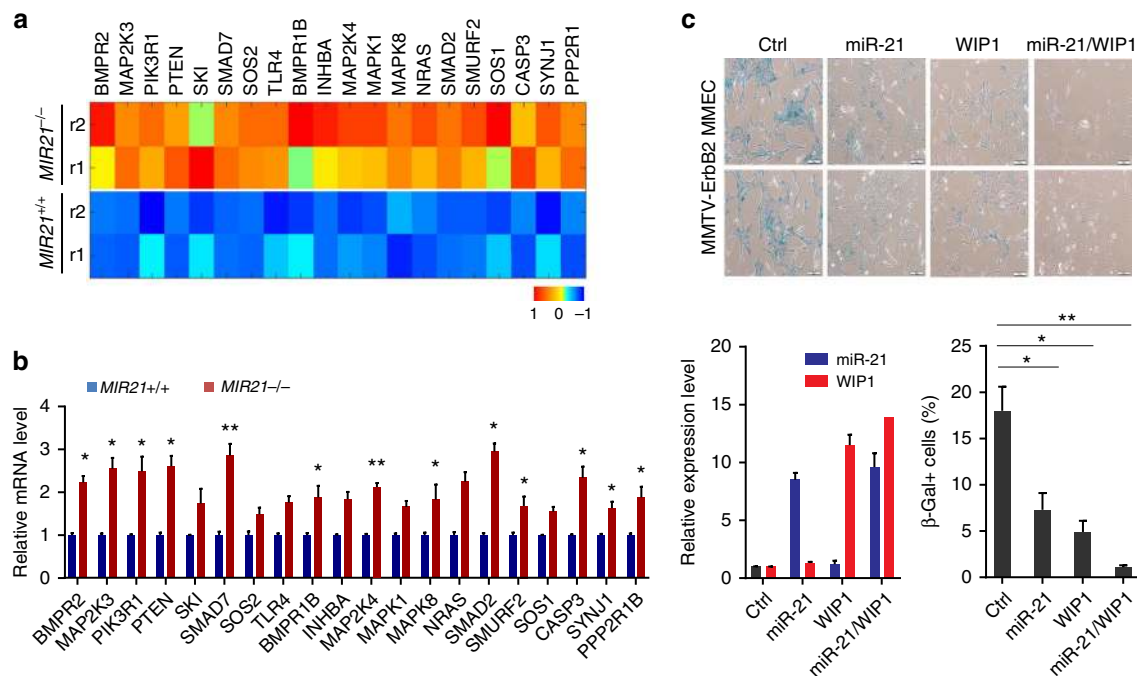 a
BMPR2
MAP2K3
PIK3R1
PTEN
SKI
SMAD7
SOS2
TLR4
BMPR1B
INHBA
MAP2K4
MAPK1
MAPK8
NRAS
SMAD2
SMURF2
SOS1
CASP3
SYNJ1
PPP2R1
MIR21−/−
r2
r1
MIR21+/+
r2
r1
1 0 −1
b
MIR21+/+ MIR21−/−
Relative mRNA level
4
3
2
1
0
* * * * ** * ** * * * * * *
BMPR2
MAP2K3
PIK3R1
PTEN
SKI
SMAD7
SOS2
TLR4
BMPR1B
INHBA
MAP2K4
MAPK1
MAPK8
NRAS
SMAD2
SMURF2
SOS1
CASP3
SYNJ1
PPP2R1B
c
Ctrl miR-21 WIP1 miR-21/WIP1
MMTV-ErbB2 MMEC
Relative expression level
20
15
10
5
0
miR-21
WIP1
Ctrl
miR-21
WIP1
miR-21/WIP1
β-Gal+ cells (%)
25
20
15
10
5
0
**
*
*
Ctrl
miR-21
WIP1
miR-21/WIP1